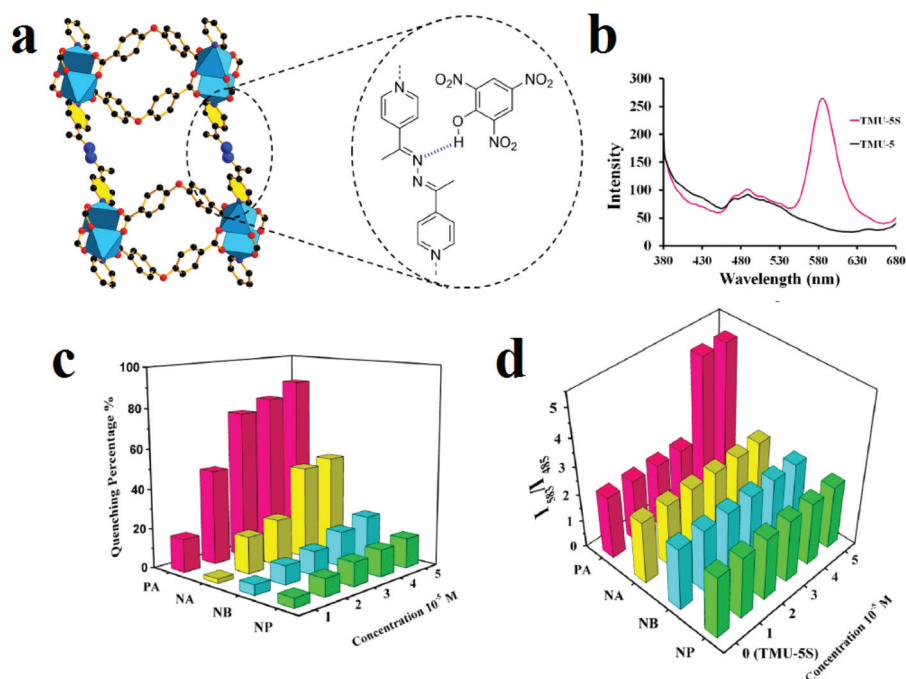 a
N
NO₂
NO₂
O
H
NO₂
N
N
N
b
300
250
200
150
100
50
0
Intensity
380
430
480
530
580
630
680
Wavelength (nm)
TMU-5S
TMU-5
c
100
80
60
40
20
0
Quenching Percentage %
PA
NA
NB
NP
1
2
3
4
5
Concentration 10⁻⁵ M
d
5
4
3
2
1
0
I₅₈₃/I₄₈₅
PA
NA
NB
NP
0 (TMU-5S)
1
2
3
4
5
Concentration 10⁻⁵ M